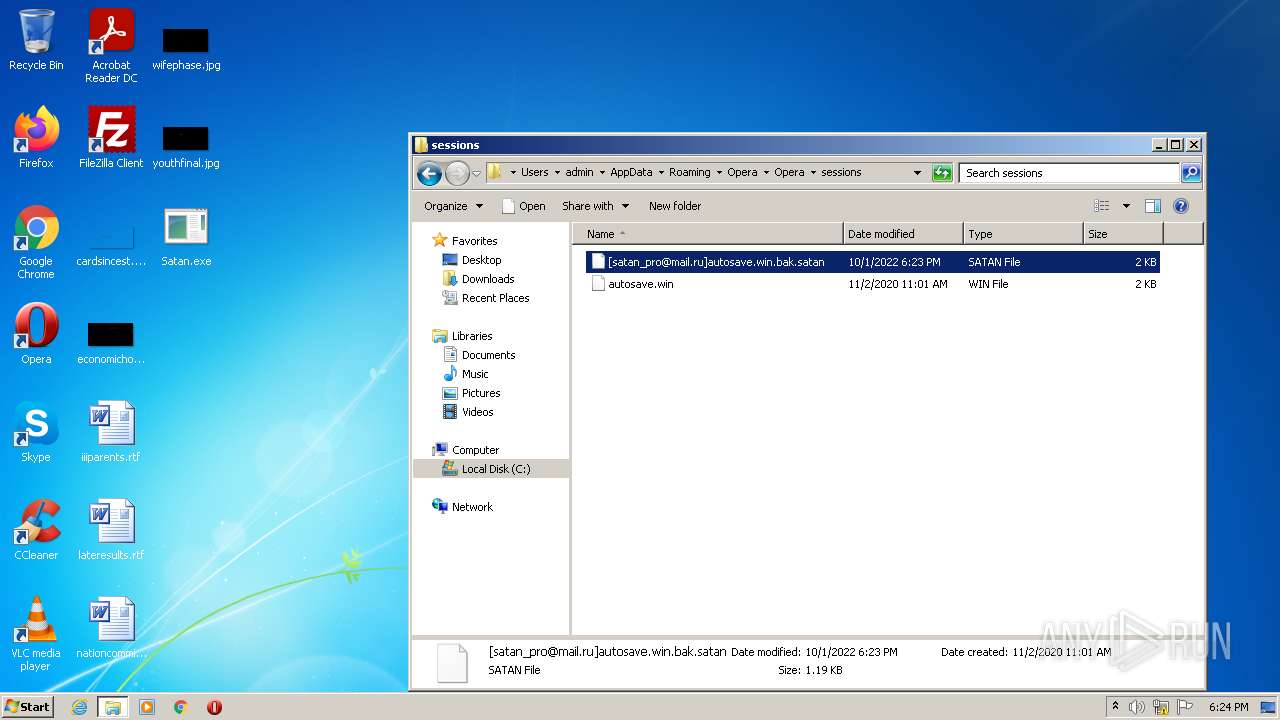 Recycle Bin
Acrobat
Reader DC
wifephase.jpg
Firefox
FileZilla Client
youthfinal.jpg
Google
Chrome
cardsincest....
Satan.exe
Opera
economicho...
Skype
iiiparents.rtf
CCleaner
lateresults.rtf
VLC media
player
nationcommi...
sessions
Users
admin
AppData
Roaming
Opera
Opera
sessions
Search sessions
Organize
Open
Share with
New folder
Favorites
Desktop
Downloads
Recent Places
Libraries
Documents
Music
Pictures
Videos
Computer
Local Disk (C:)
Network
Name Date modified Type Size
[satan_pro@mail.ru]autosave.win.bak.satan 10/1/2022 6:23 PM SATAN File 2 KB
autosave.win 11/2/2020 11:01 AM WIN File 2 KB
[satan_pro@mail.ru]autosave.win.bak.satan Date modified: 10/1/2022 6:23 PM Date created: 11/2/2020 11:01 AM
SATAN File Size: 1.19 KB
ANY RUN
Start
6:24 PM